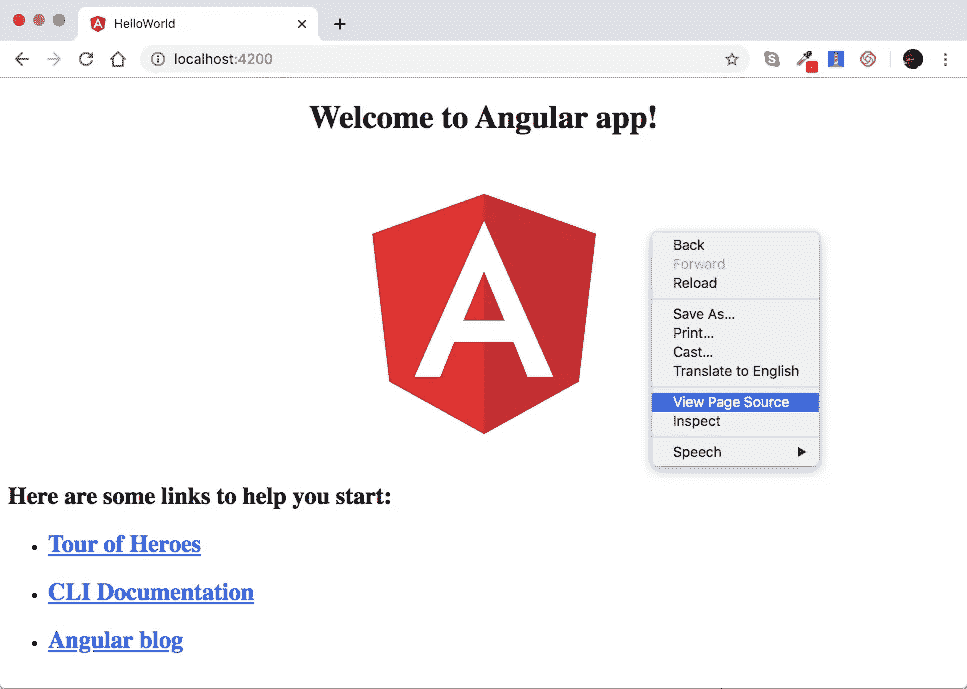 HelloWorld
localhost:4200
Welcome to Angular app!
A
Back
Forward
Reload
Save As...
Print...
Cast...
Translate to English
View Page Source
Inspect
Speech
Here are some links to help you start:
Tour of Heroes
CLI Documentation
Angular blog